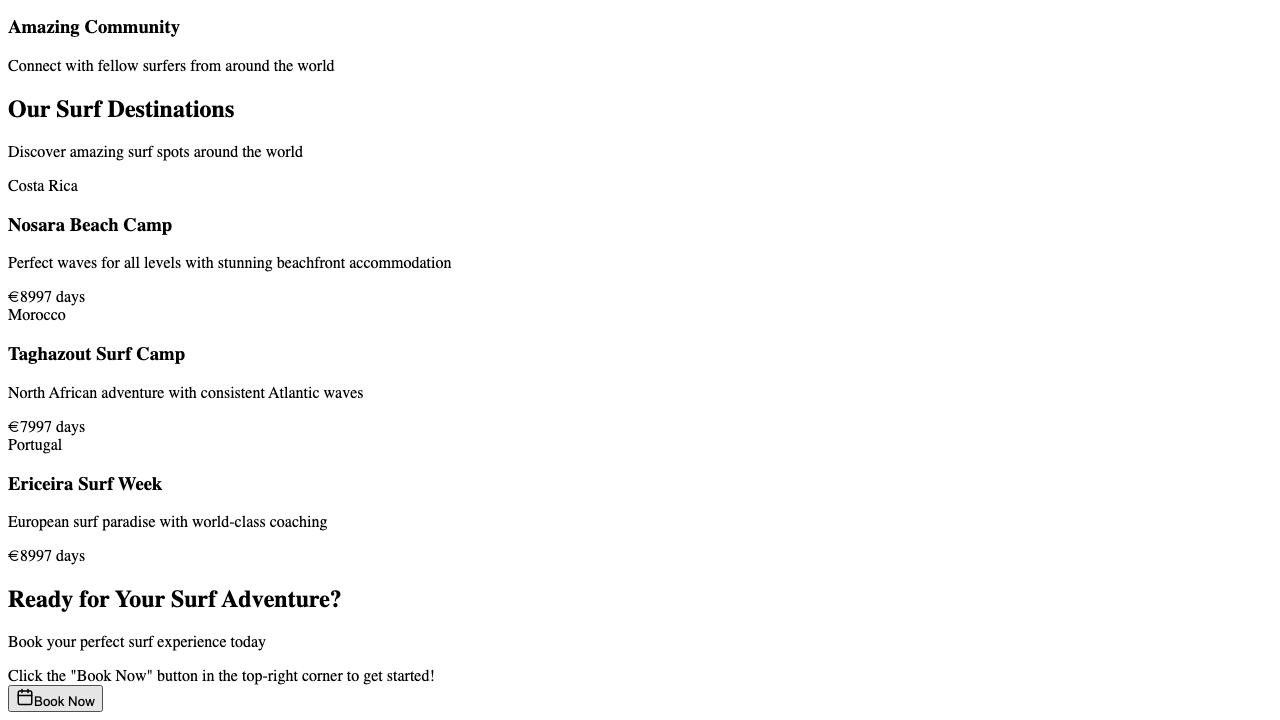 Amazing Community
Connect with fellow surfers from around the world
Our Surf Destinations
Discover amazing surf spots around the world
Costa Rica
Nosara Beach Camp
Perfect waves for all levels with stunning beachfront accommodation
€8997 days
Morocco
Taghazout Surf Camp
North African adventure with consistent Atlantic waves
€7997 days
Portugal
Ericeira Surf Week
European surf paradise with world-class coaching
€8997 days
Ready for Your Surf Adventure?
Book your perfect surf experience today
Click the "Book Now" button in the top-right corner to get started!
Book Now